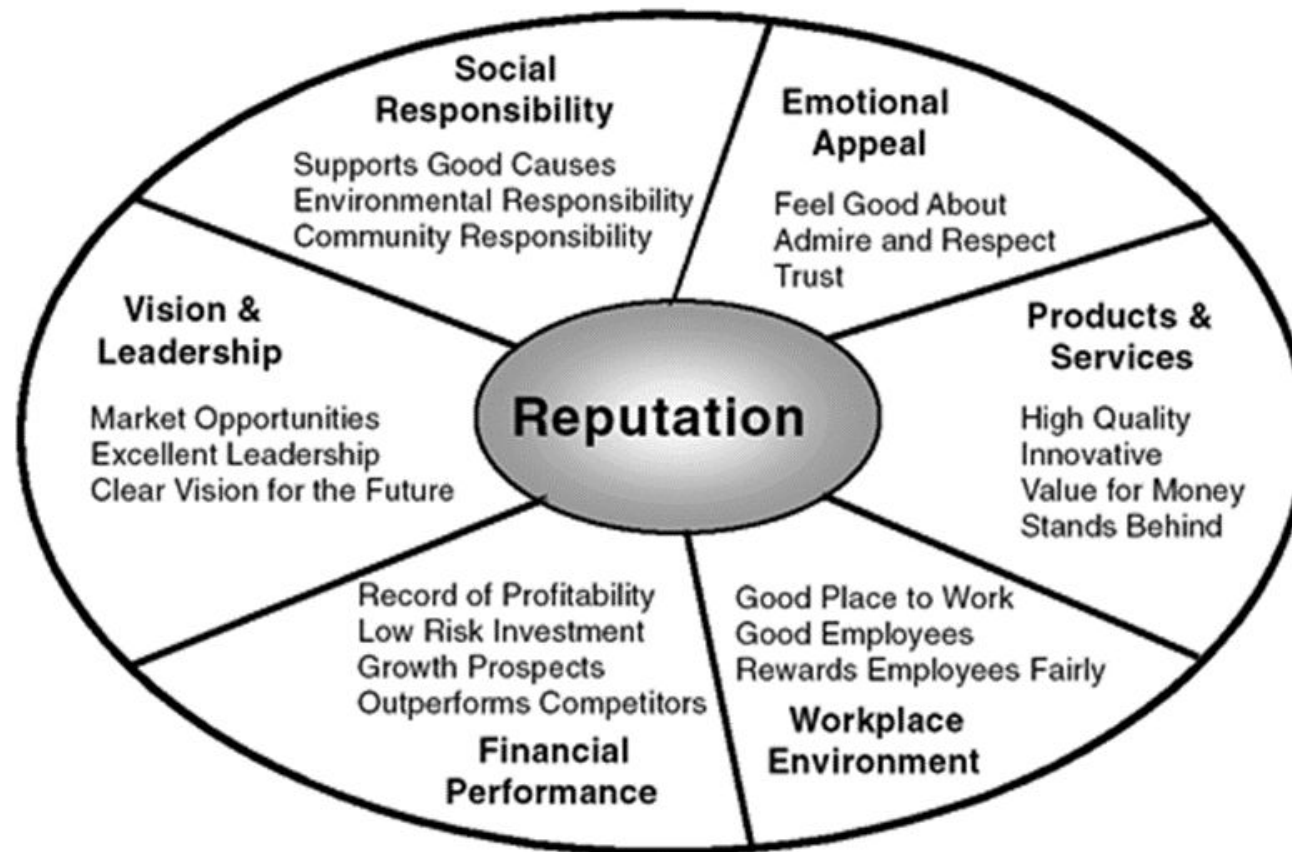 Social
Responsibility
Supports Good Causes
Environmental Responsibility
Community Responsibility
Emotional
Appeal
Feel Good About
Admire and Respect
Trust
Vision &
Leadership
Market Opportunities
Excellent Leadership
Clear Vision for the Future
Reputation
Products &
Services
High Quality
Innovative
Value for Money
Stands Behind
Record of Profitability
Low Risk Investment
Growth Prospects
Outperforms Competitors
Financial
Performance
Good Place to Work
Good Employees
Rewards Employees Fairly
Workplace
Environment